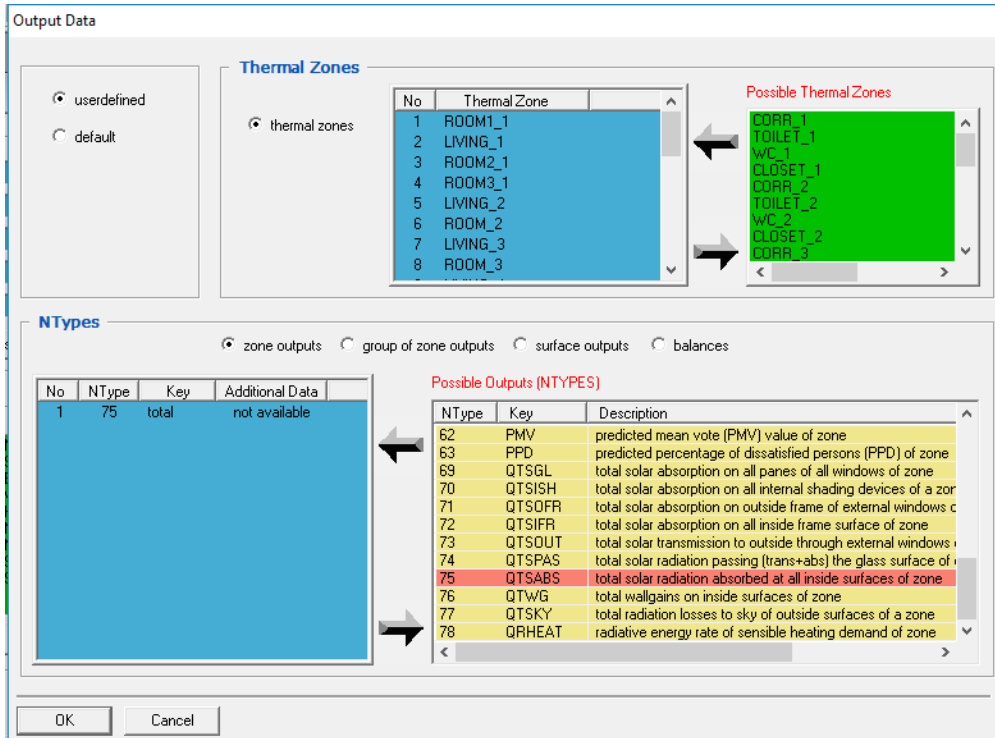 Output Data
userdefined
default
Thermal Zones
thermal zones
No Thermal Zone
1 ROOM1_1
2 LIVING_1
3 ROOM2_1
4 ROOM3_1
5 LIVING_2
6 ROOM_2
7 LIVING_3
8 ROOM_3
Possible Thermal Zones
CORR_1
TOILET_1
WC_1
CLOSET_1
CORR_2
TOILET_2
WC_2
CLOSET_2
CORR_3
NTypes
zone outputs group of zone outputs surface outputs balances
No NType Key Additional Data
1 75 total not available
Possible Outputs (NTYPES)
NType Key Description
62 PMV predicted mean vote (PMV) value of zone
63 PPD predicted percentage of dissatisfied persons (PPD) of zone
69 QTSGL total solar absorption on all panes of all windows of zone
70 QTSISH total solar absorption on all internal shading devices of a zon
71 QTSOFR total solar absorption on outside frame of external windows
72 QTSIFR total solar absorption on all inside frame surface of zone
73 QTSOUT total solar transmission to outside through external windows
74 QTSPAS total solar radiation passing (trans+abs) the glass surface of
75 QTSABS total solar radiation absorbed at all inside surfaces of zone
76 QTWG total wallgains on inside surfaces of zone
77 QTSKY total radiation losses to sky of outside surfaces of a zone
78 QRHEAT radiative energy rate of sensible heating demand of zone
OK Cancel